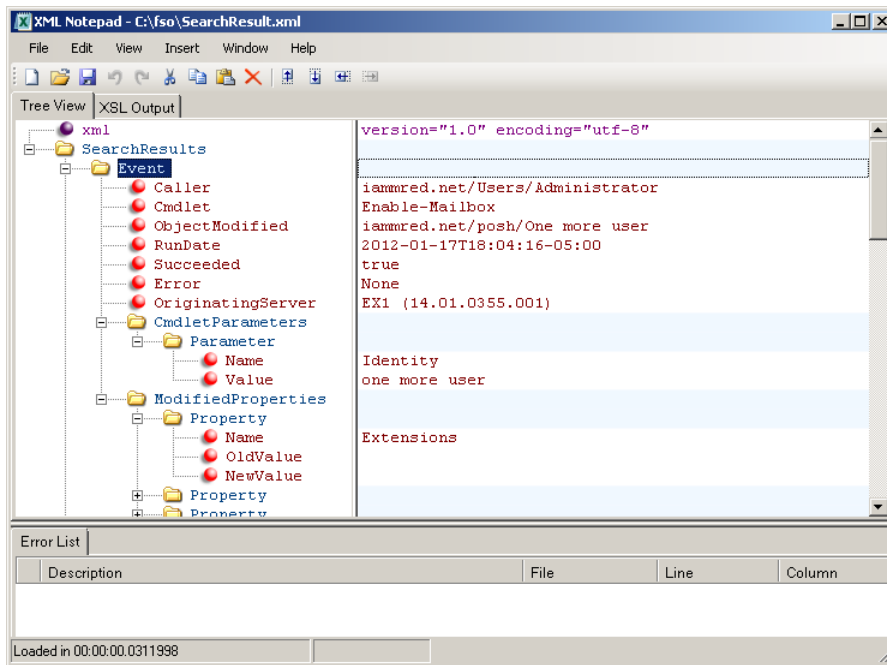 XML Notepad - C:\fso\SearchResult.xml
File Edit View Insert Window Help
Tree View XSL Output
xml version="1.0" encoding="utf-8"
SearchResults
Event
Caller iammred.net/Users/Administrator
Cmdlet Enable-Mailbox
ObjectModified iammred.net/posh/One more user
RunDate 2012-01-17T18:04:16-05:00
Succeeded true
Error None
OriginatingServer EX1 (14.01.0355.001)
CmdletParameters
Parameter
Name Identity
Value one more user
ModifiedProperties
Property
Name Extensions
OldValue
NewValue
Property
Property
Error List
Description File Line Column
Loaded in 00:00:00.0311998